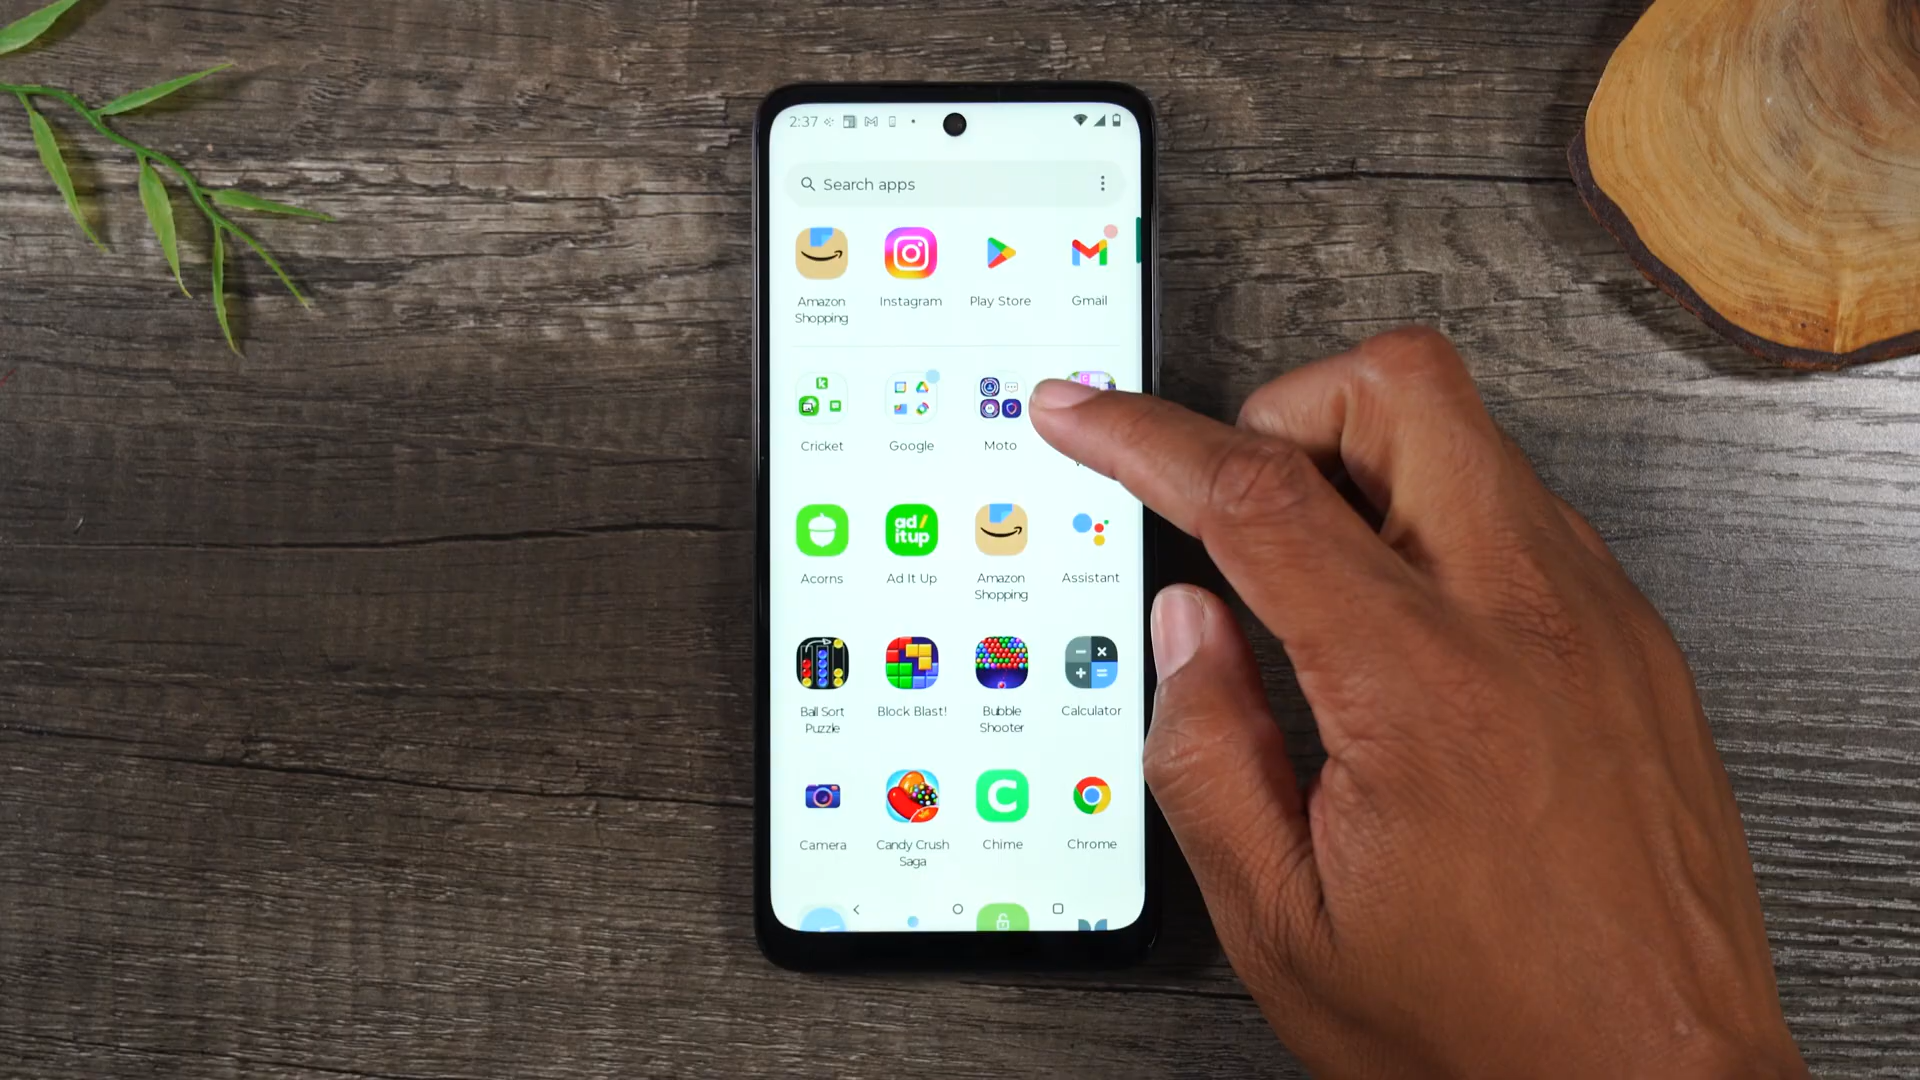 2:37
Search apps
Amazon
Shopping
Instagram
Play Store
Gmail
Cricket
Google
Moto
ad/
itup
Acorns
Ad It Up
Amazon
Shopping
Assistant
Ball Sort
Puzzle
Block Blast!
Bubble
Shooter
Calculator
C
Camera
Candy Crush
Saga
Chime
Chrome